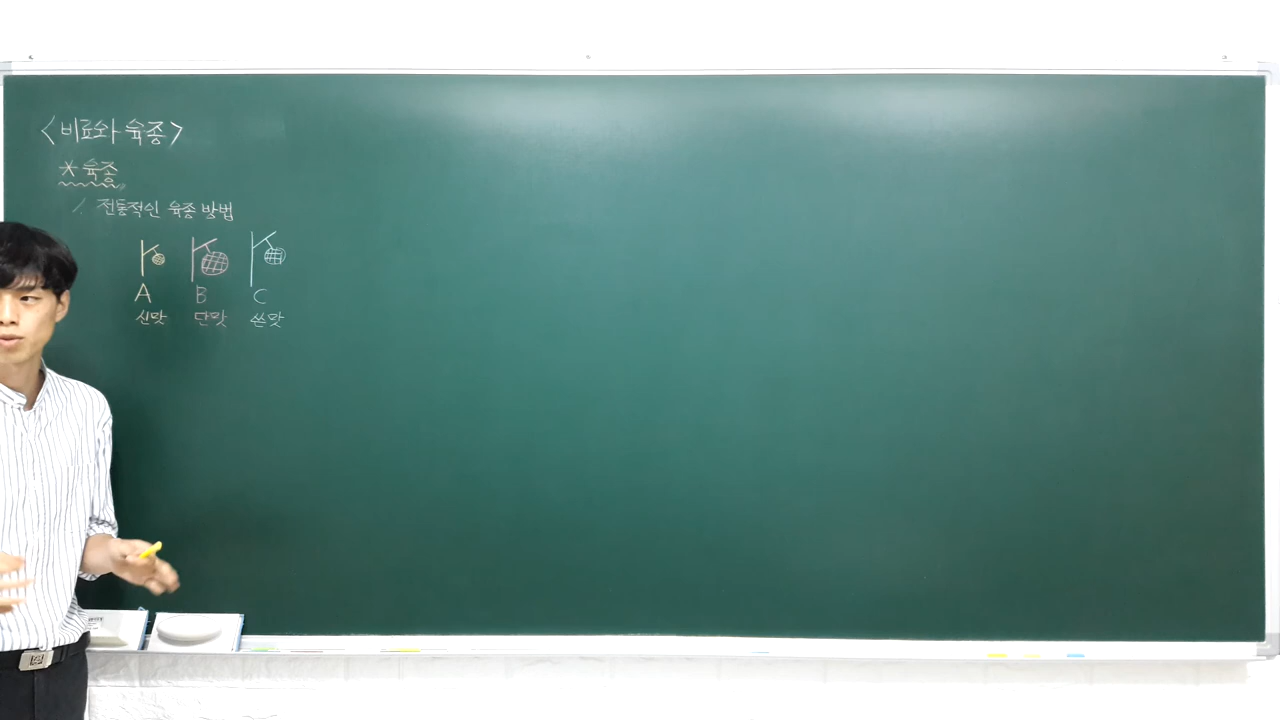 <비료와 육종>
* 육종
1. 전통적인 육종 방법
A B C
신맛 단맛 쓴맛